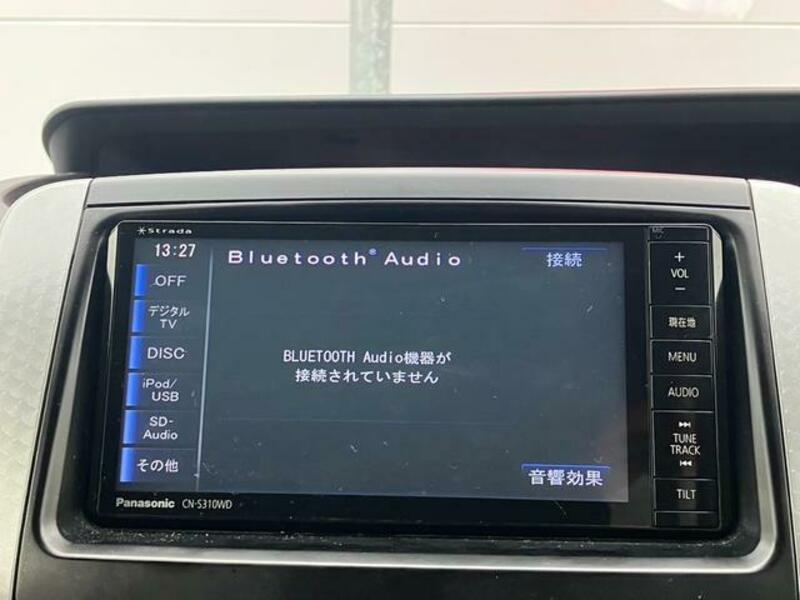 Strada
13:27
Bluetooth® Audio
接続
OFF
デジタル
TV
DISC
iPod/
USB
SD-
Audio
その他
BLUETOOTH Audio機器が
接続されていません
音響効果
+
VOL
−
現在地
MENU
AUDIO
TUNE
TRACK
TILT
Panasonic CN-S310WD